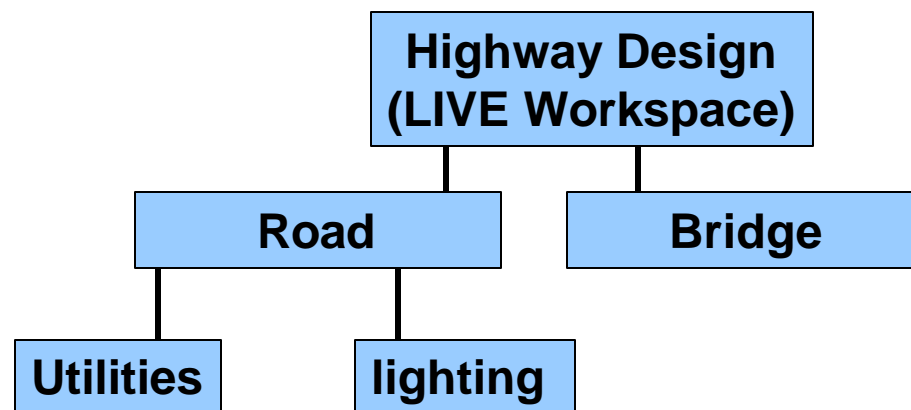 Highway Design
(LIVE Workspace)
Road
Bridge
Utilities
lighting